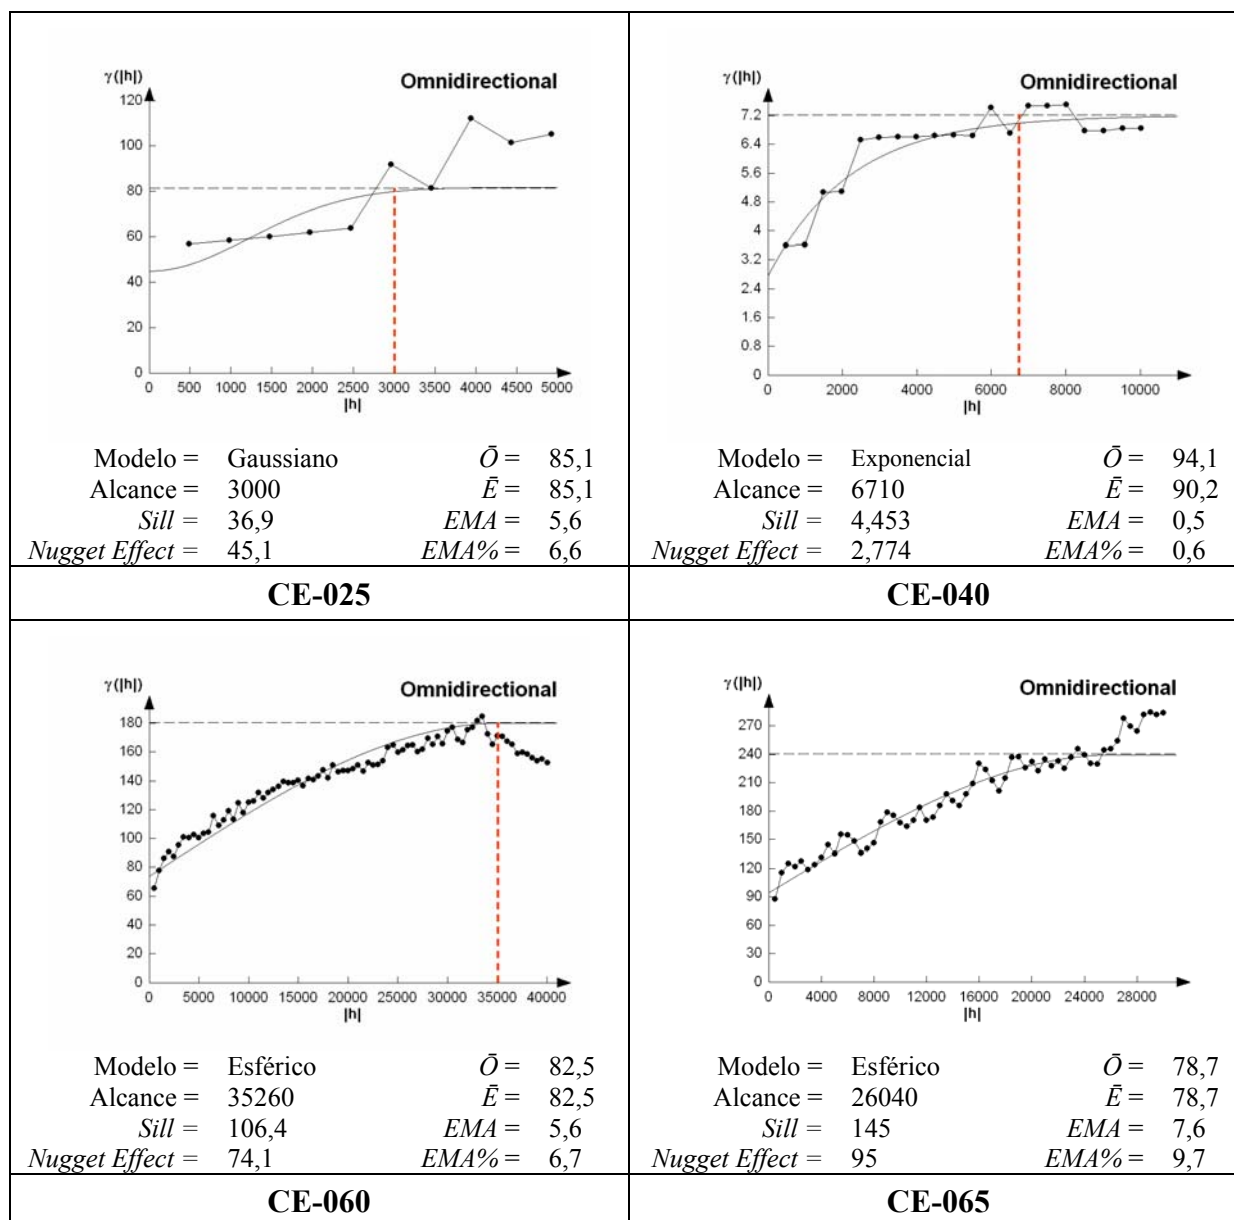 γ(|h|)
Omnidirectional
120
100
80
60
40
20
0
0 500 1000 1500 2000 2500 3000 3500 4000 4500 5000
|h|
Modelo = Gaussiano Ō = 85,1
Alcance = 3000 Ē = 85,1
Sill = 36,9 EMA = 5,6
Nugget Effect = 45,1 EMA% = 6,6
CE-025
γ(|h|)
Omnidirectional
7.2
6.4
5.6
4.8
4
3.2
2.4
1.6
0.8
0
0 2000 4000 6000 8000 10000
|h|
Modelo = Exponencial Ō = 94,1
Alcance = 6710 Ē = 90,2
Sill = 4,453 EMA = 0,5
Nugget Effect = 2,774 EMA% = 0,6
CE-040
γ(|h|)
Omnidirectional
180
160
140
120
100
80
60
40
20
0
0 5000 10000 15000 20000 25000 30000 35000 40000
|h|
Modelo = Esférico Ō = 82,5
Alcance = 35260 Ē = 82,5
Sill = 106,4 EMA = 5,6
Nugget Effect = 74,1 EMA% = 6,7
CE-060
γ(|h|)
Omnidirectional
270
240
210
180
150
120
90
60
30
0
0 4000 8000 12000 16000 20000 24000 28000
|h|
Modelo = Esférico Ō = 78,7
Alcance = 26040 Ē = 78,7
Sill = 145 EMA = 7,6
Nugget Effect = 95 EMA% = 9,7
CE-065